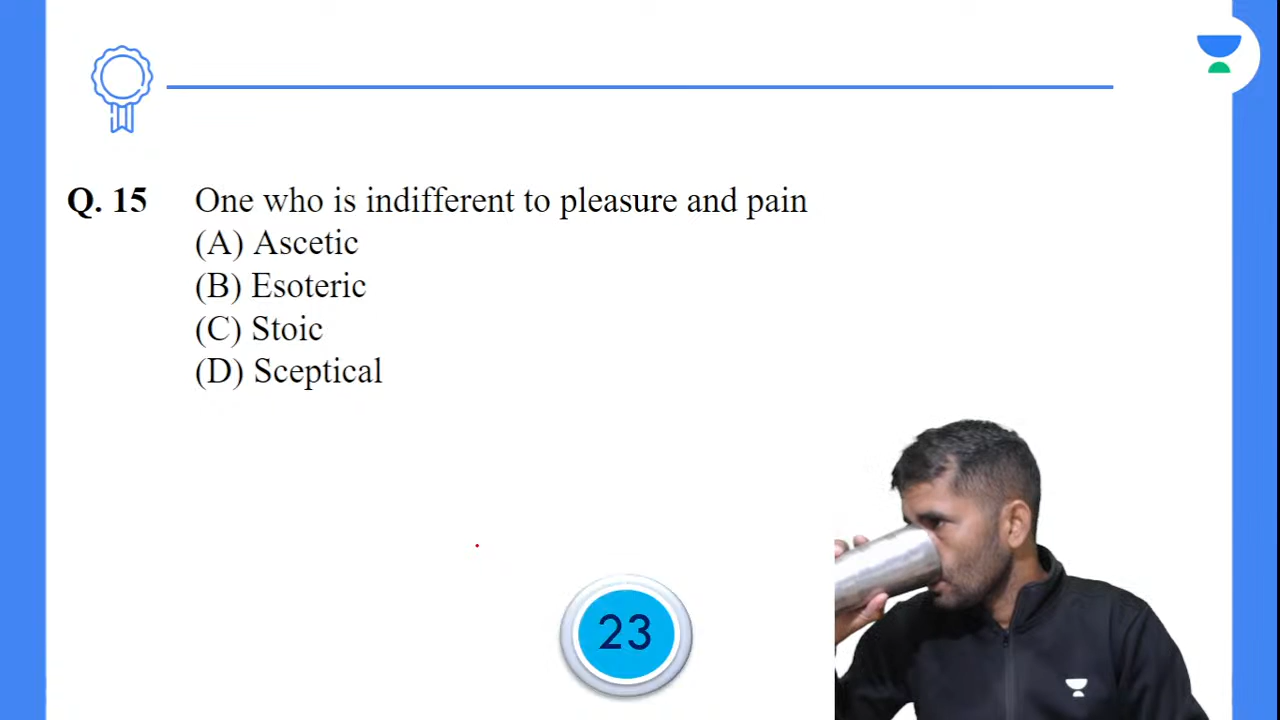 Q. 15 One who is indifferent to pleasure and pain
(A) Ascetic
(B) Esoteric
(C) Stoic
(D) Sceptical
23